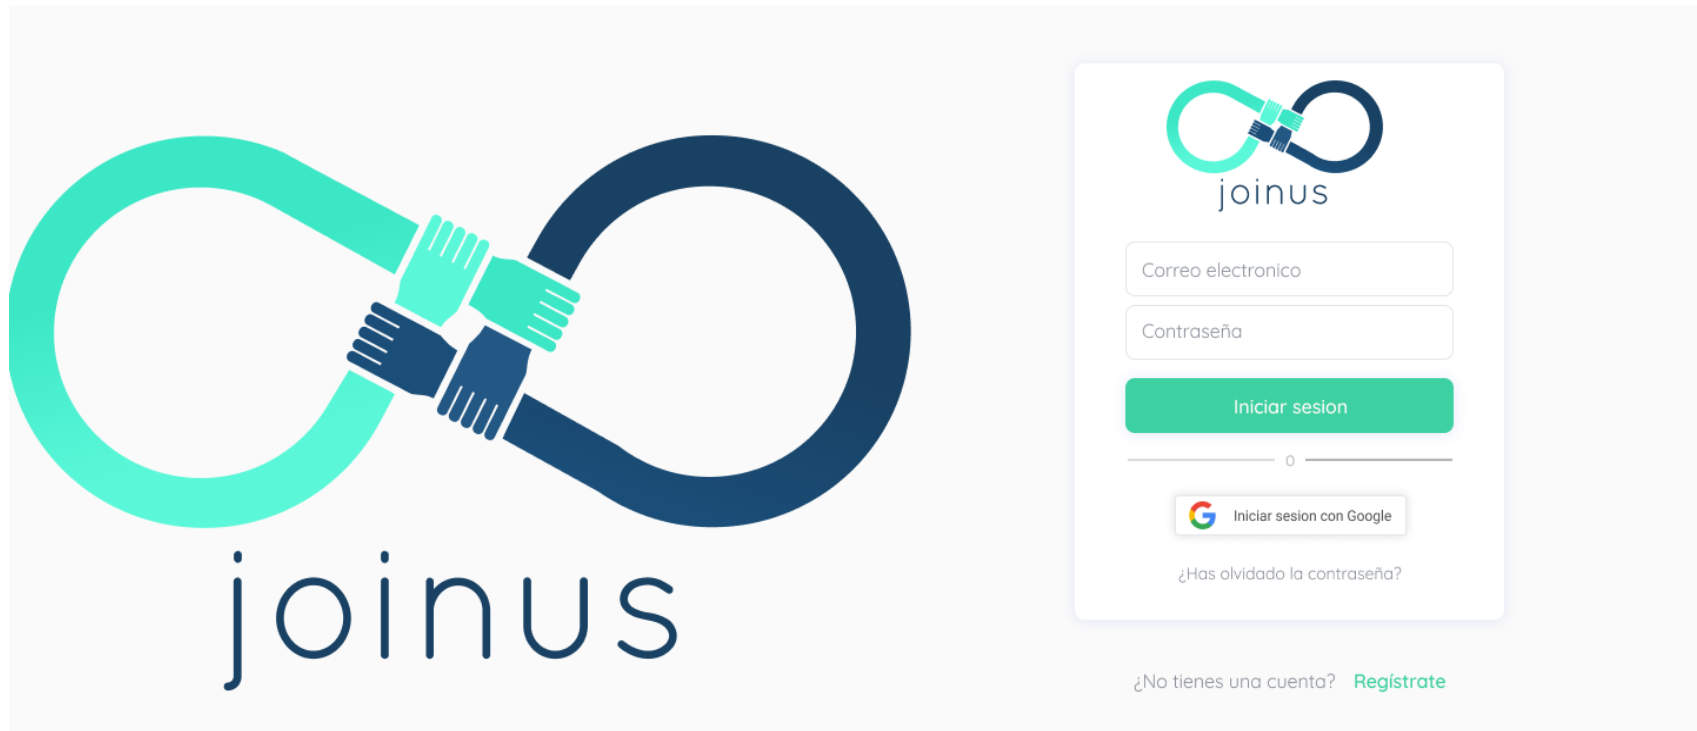 joinus
joinus
Correo electronico
Contraseña
Iniciar sesion
o
Iniciar sesion con Google
¿Has olvidado la contraseña?
¿No tienes una cuenta? Regístrate